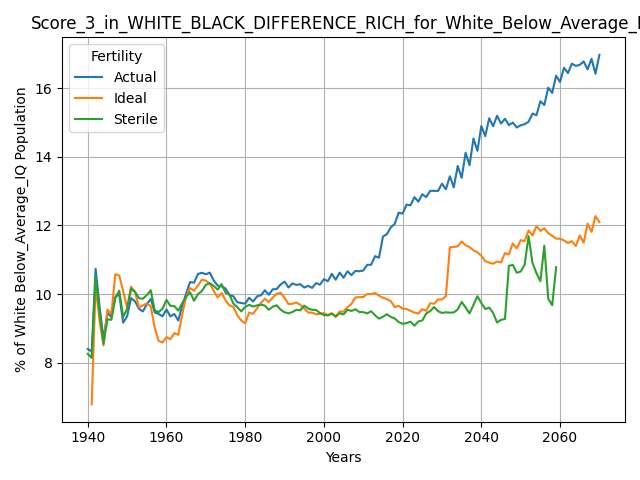 Score_3_in_WHITE_BLACK_DIFFERENCE_RICH_for_White_Below_Average_I
Fertility
Actual
Ideal
Sterile
% of White Below_Average_IQ Population
16
14
12
10
8
1940 1960 1980 2000 2020 2040 2060
Years